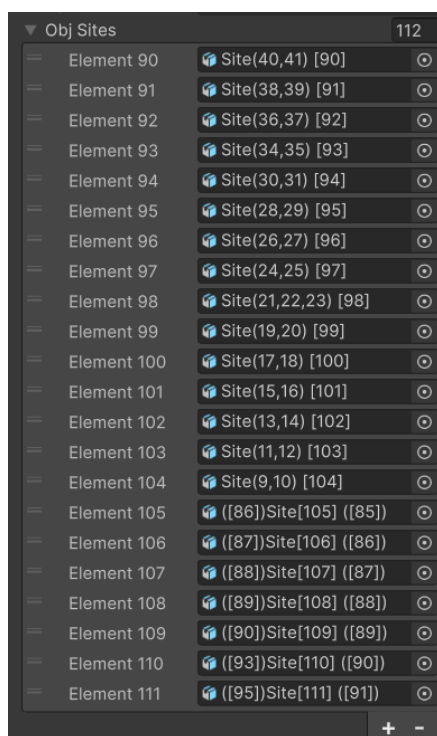 Obj Sites 112
Element 90 Site(40,41) [90]
Element 91 Site(38,39) [91]
Element 92 Site(36,37) [92]
Element 93 Site(34,35) [93]
Element 94 Site(30,31) [94]
Element 95 Site(28,29) [95]
Element 96 Site(26,27) [96]
Element 97 Site(24,25) [97]
Element 98 Site(21,22,23) [98]
Element 99 Site(19,20) [99]
Element 100 Site(17,18) [100]
Element 101 Site(15,16) [101]
Element 102 Site(13,14) [102]
Element 103 Site(11,12) [103]
Element 104 Site(9,10) [104]
Element 105 ([86])Site[105] ([85])
Element 106 ([87])Site[106] ([86])
Element 107 ([88])Site[107] ([87])
Element 108 ([89])Site[108] ([88])
Element 109 ([90])Site[109] ([89])
Element 110 ([93])Site[110] ([90])
Element 111 ([95])Site[111] ([91])
+ -